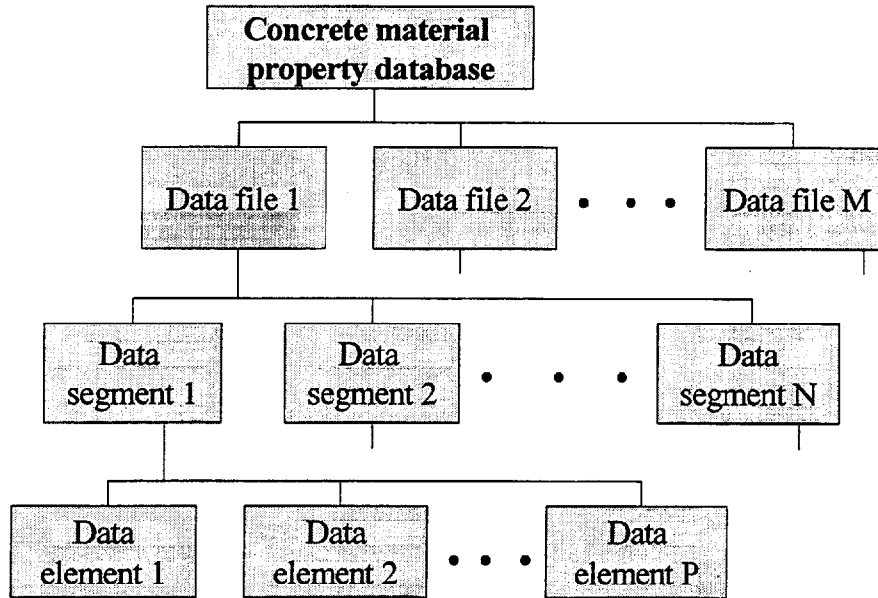 Concrete material
property database
Data file 1
Data file 2
Data file M
Data
segment 1
Data
segment 2
Data
segment N
Data
element 1
Data
element 2
Data
element P